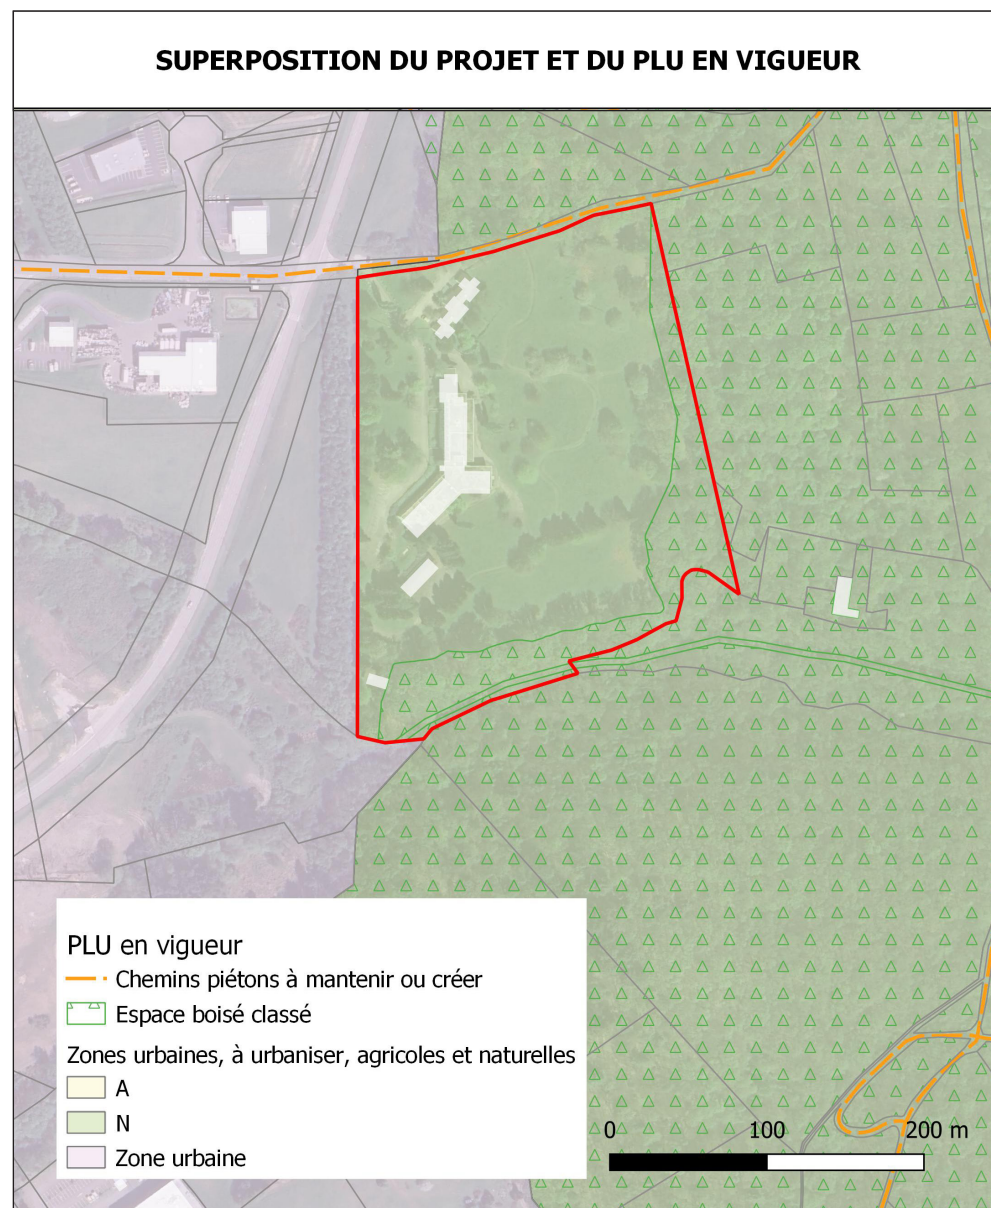 SUPERPOSITION DU PROJET ET DU PLU EN VIGUEUR
PLU en vigueur
Chemins piétons à mantenir ou créer
Espace boisé classé
Zones urbaines, à urbaniser, agricoles et naturelles
A
N
Zone urbaine
0 100 200 m